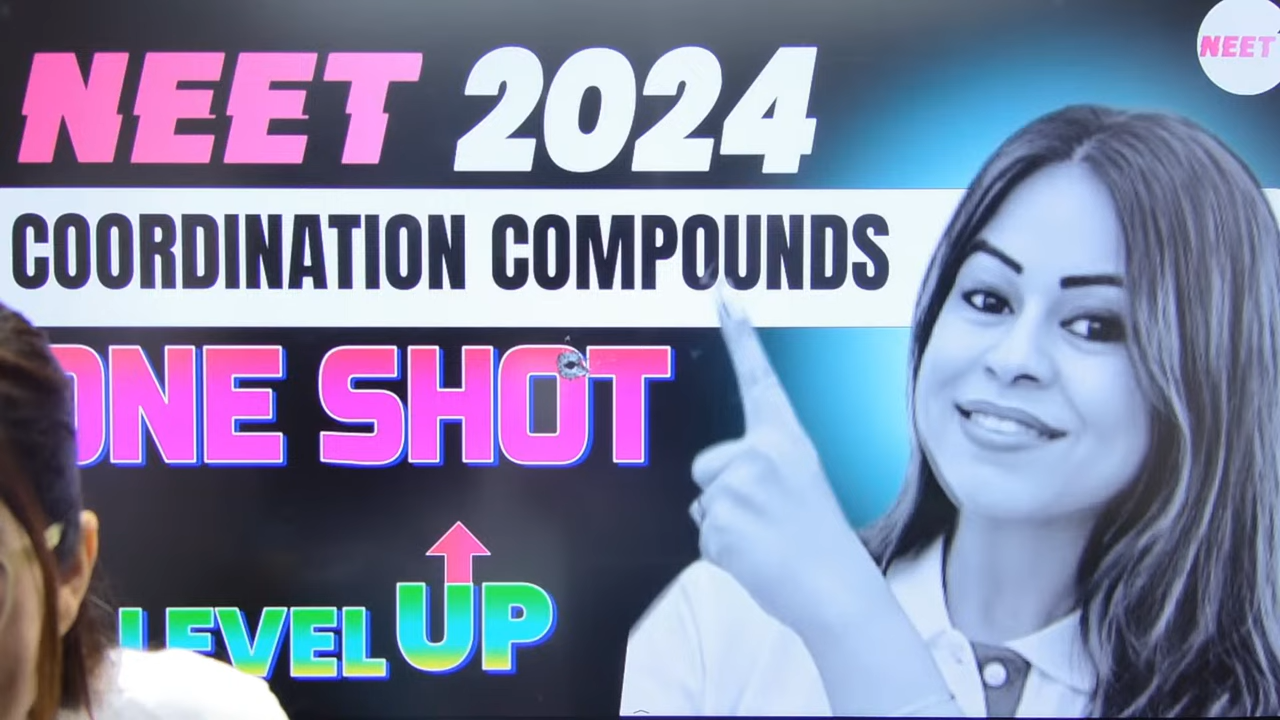 NEET 2024
NEET
COORDINATION COMPOUNDS
ONE SHOT
LEVEL UP